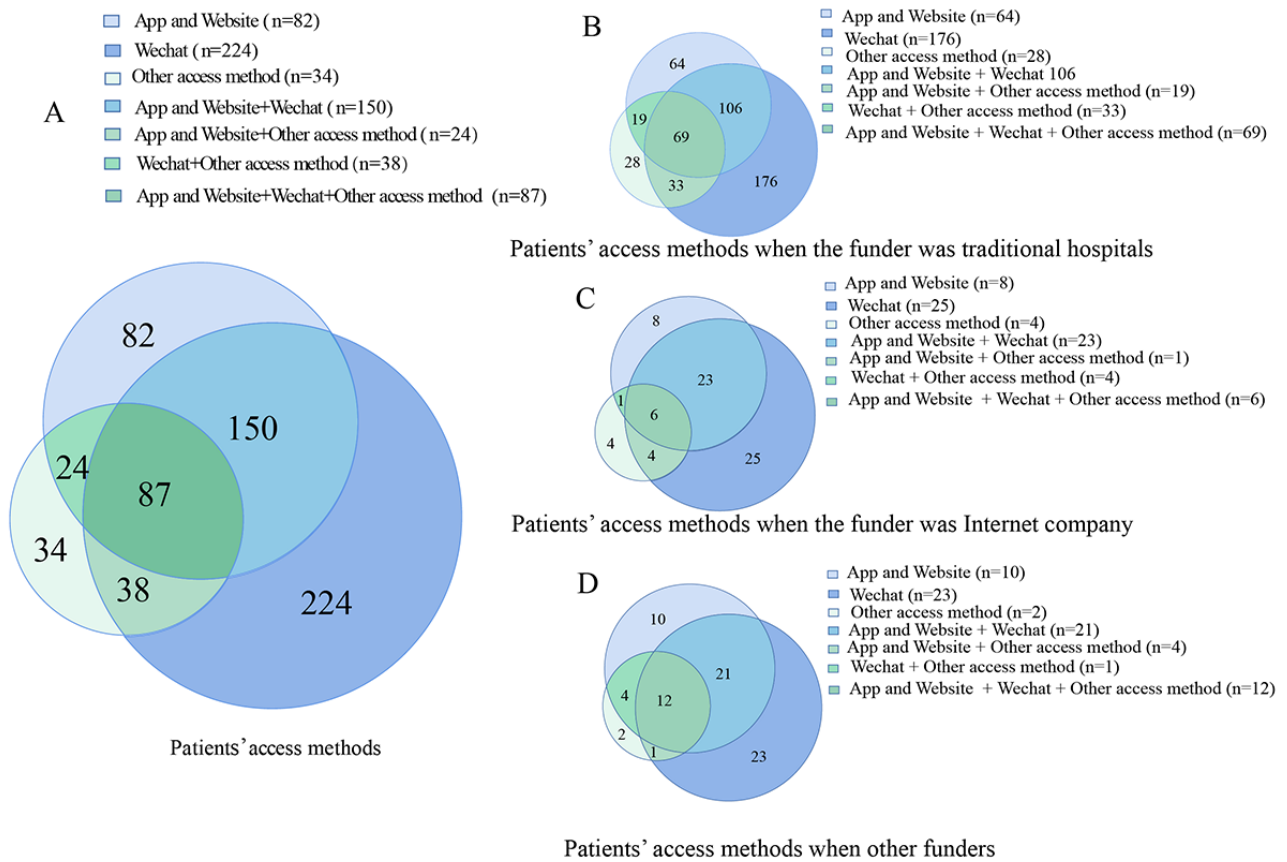 A
App and Website ( n=82)
Wechat ( n=224)
Other access method (n=34)
App and Website+Wechat (n=150)
App and Website+Other access method (n=24)
Wechat+Other access method (n=38)
App and Website+Wechat+Other access method (n=87)
82
150
24
87
34
38
224
Patients’ access methods
B
App and Website (n=64)
Wechat (n=176)
Other access method (n=28)
App and Website + Wechat 106
App and Website + Other access method (n=19)
Wechat + Other access method (n=33)
App and Website + Wechat + Other access method (n=69)
64
106
19
69
28
33
176
Patients’ access methods when the funder was traditional hospitals
C
App and Website (n=8)
Wechat (n=25)
Other access method (n=4)
App and Website + Wechat (n=23)
App and Website + Other access method (n=1)
Wechat + Other access method (n=4)
App and Website + Wechat + Other access method (n=6)
8
23
1
6
4
4
25
Patients’ access methods when the funder was Internet company
D
App and Website (n=10)
Wechat (n=23)
Other access method (n=2)
App and Website + Wechat (n=21)
App and Website + Other access method (n=4)
Wechat + Other access method (n=1)
App and Website + Wechat + Other access method (n=12)
10
21
4
12
2
1
23
Patients’ access methods when other funders